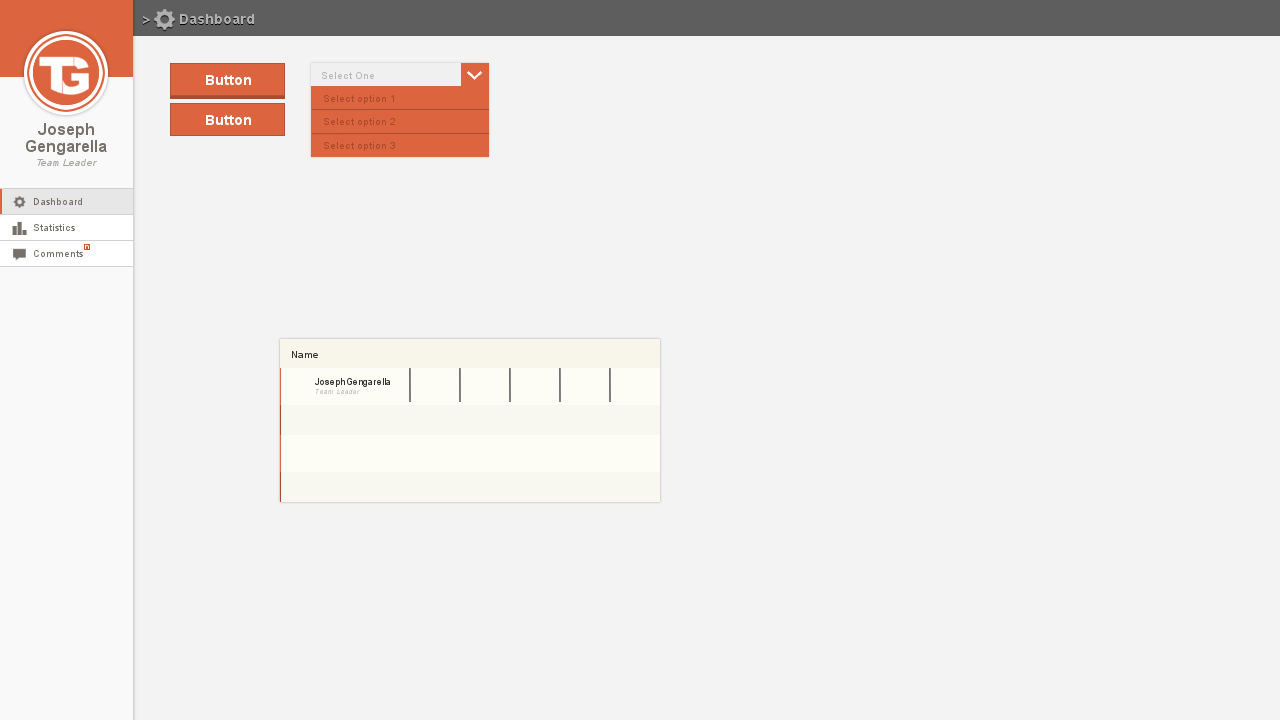 > Dashboard
TG
Joseph
Gengarella
Team Leader
Dashboard
Statistics
Comments
Button
Button
Select One
Select option 1
Select option 2
Select option 3
Name
Joseph Gengarella
Team Leader